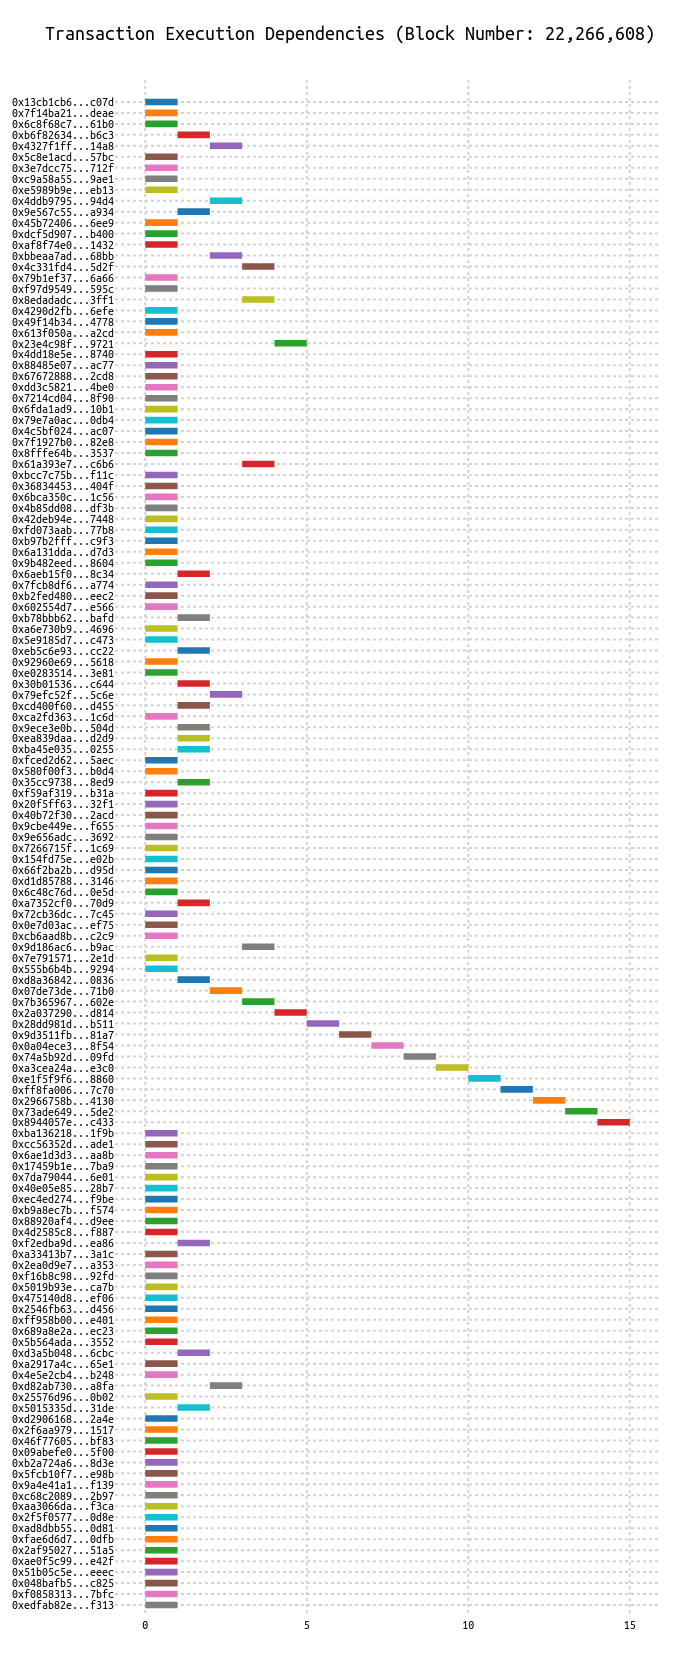 Transaction Execution Dependencies (Block Number: 22,266,608)
0x13cb1cb6...c07d
0x7f14ba21...deae
0x6c8f68c7...61b0
0xb6f82634...b6c3
0x4327f1ff...14a8
0x5c8e1acd...57bc
0x3e7dcc75...712f
0xc9a58a55...9ae1
0xe5989b9e...eb13
0x4ddb9795...94d4
0x9e567c55...a934
0x45b72406...6ee9
0xdcf5d907...b400
0xaf8f74e0...1432
0xbbeaa7ad...68bb
0x4c331fd4...5d2f
0x79b1ef37...6a66
0xf97d9549...595c
0x8edadadc...3ff1
0x4290d2fb...6efe
0x49f14b34...4778
0x613f050a...a2cd
0x23e4c98f...9721
0x4dd18e5e...8740
0x88485e07...ac77
0x67672888...2cd8
0xdd3c5821...4be0
0x7214cd04...8f90
0x6fda1ad9...10b1
0x79e7a0ac...0db4
0x4c5bf024...ac07
0x7f1927b0...82e8
0x8fffe64b...3537
0x61a393e7...c6b6
0xbcc7c75b...f11c
0x36834453...404f
0x6bca350c...1c56
0x4b85dd08...df3b
0x42deb94e...7448
0xfd073aab...77b8
0xb97b2fff...c9f3
0x6a131dda...d7d3
0x9b482eed...8604
0x6aeb15f0...8c34
0x7fcb8df6...a774
0xb2fed480...eec2
0x602554d7...e566
0xb78bbb62...bafd
0xa6e730b9...4696
0x5e9185d7...c473
0xeb5c6e93...cc22
0x92960e69...5618
0xe0283514...3e81
0x30b01536...c644
0x79efc52f...5c6e
0xcd400f60...d455
0xca2fd363...1c6d
0x9ece3e0b...504d
0xea839daa...d2d9
0xba45e035...0255
0xfced2d62...5aec
0x580f00f3...b0d4
0x35cc9738...8ed9
0xf59af319...b31a
0x20f5ff63...32f1
0x40b72f30...2acd
0x9cbe449e...f655
0x9e656adc...3692
0x7266715f...1c69
0x154fd75e...e02b
0x66f2ba2b...d95d
0xd1d85788...3146
0x6c48c76d...0e5d
0xa7352cf0...70d9
0x72cb36dc...7c45
0x0e7d03ac...ef75
0xcb6aad8b...c2c9
0x9d186ac6...b9ac
0x7e791571...2e1d
0x555b6b4b...9294
0xd8a36842...0836
0x07de73de...71b0
0x7b365967...602e
0x2a037290...d814
0x28dd981d...b511
0x9d3511fb...81a7
0x0a04ece3...8f54
0x74a5b92d...09fd
0xa3cea24a...e3c0
0xe1f5f9f6...8860
0xff8fa006...7c70
0x2966758b...4130
0x73ade649...5de2
0x8944057e...c433
0xba136218...1f9b
0xcc56352d...ade1
0x6ae1d3d3...aa8b
0x17459b1e...7ba9
0x7da79044...6e01
0x40e05e85...28b7
0xec4ed274...f9be
0xb9a8ec7b...f574
0x88920af4...d9ee
0x4d2585c8...f887
0xf2edba9d...ea86
0xa33413b7...3a1c
0x2ea0d9e7...a353
0xf16b8c98...92fd
0x5019b93e...ca7b
0x475140d8...ef06
0x2546fb63...d456
0xff958b00...e401
0x689a8e2a...ec23
0x5b564ada...3552
0xd3a5b048...6cbc
0xa2917a4c...65e1
0x4e5e2cb4...b248
0xd82ab730...a8fa
0x25576d96...0b02
0x5015335d...31de
0xd2906168...2a4e
0x2f6aa979...1517
0x46f77605...bf83
0x09abefe0...5f00
0xb2a724a6...8d3e
0x5fcb10f7...e98b
0x9a4e41a1...f139
0xc68c2089...2b97
0xaa3066da...f3ca
0x2f5f0577...0d8e
0xad8dbb55...0d81
0xfae6d6d7...0dfb
0x2af95027...51a5
0xae0f5c99...e42f
0x51b05c5e...eeec
0x048bafb5...c825
0xf0858313...7bfc
0xedfab82e...f313
0 5 10 15